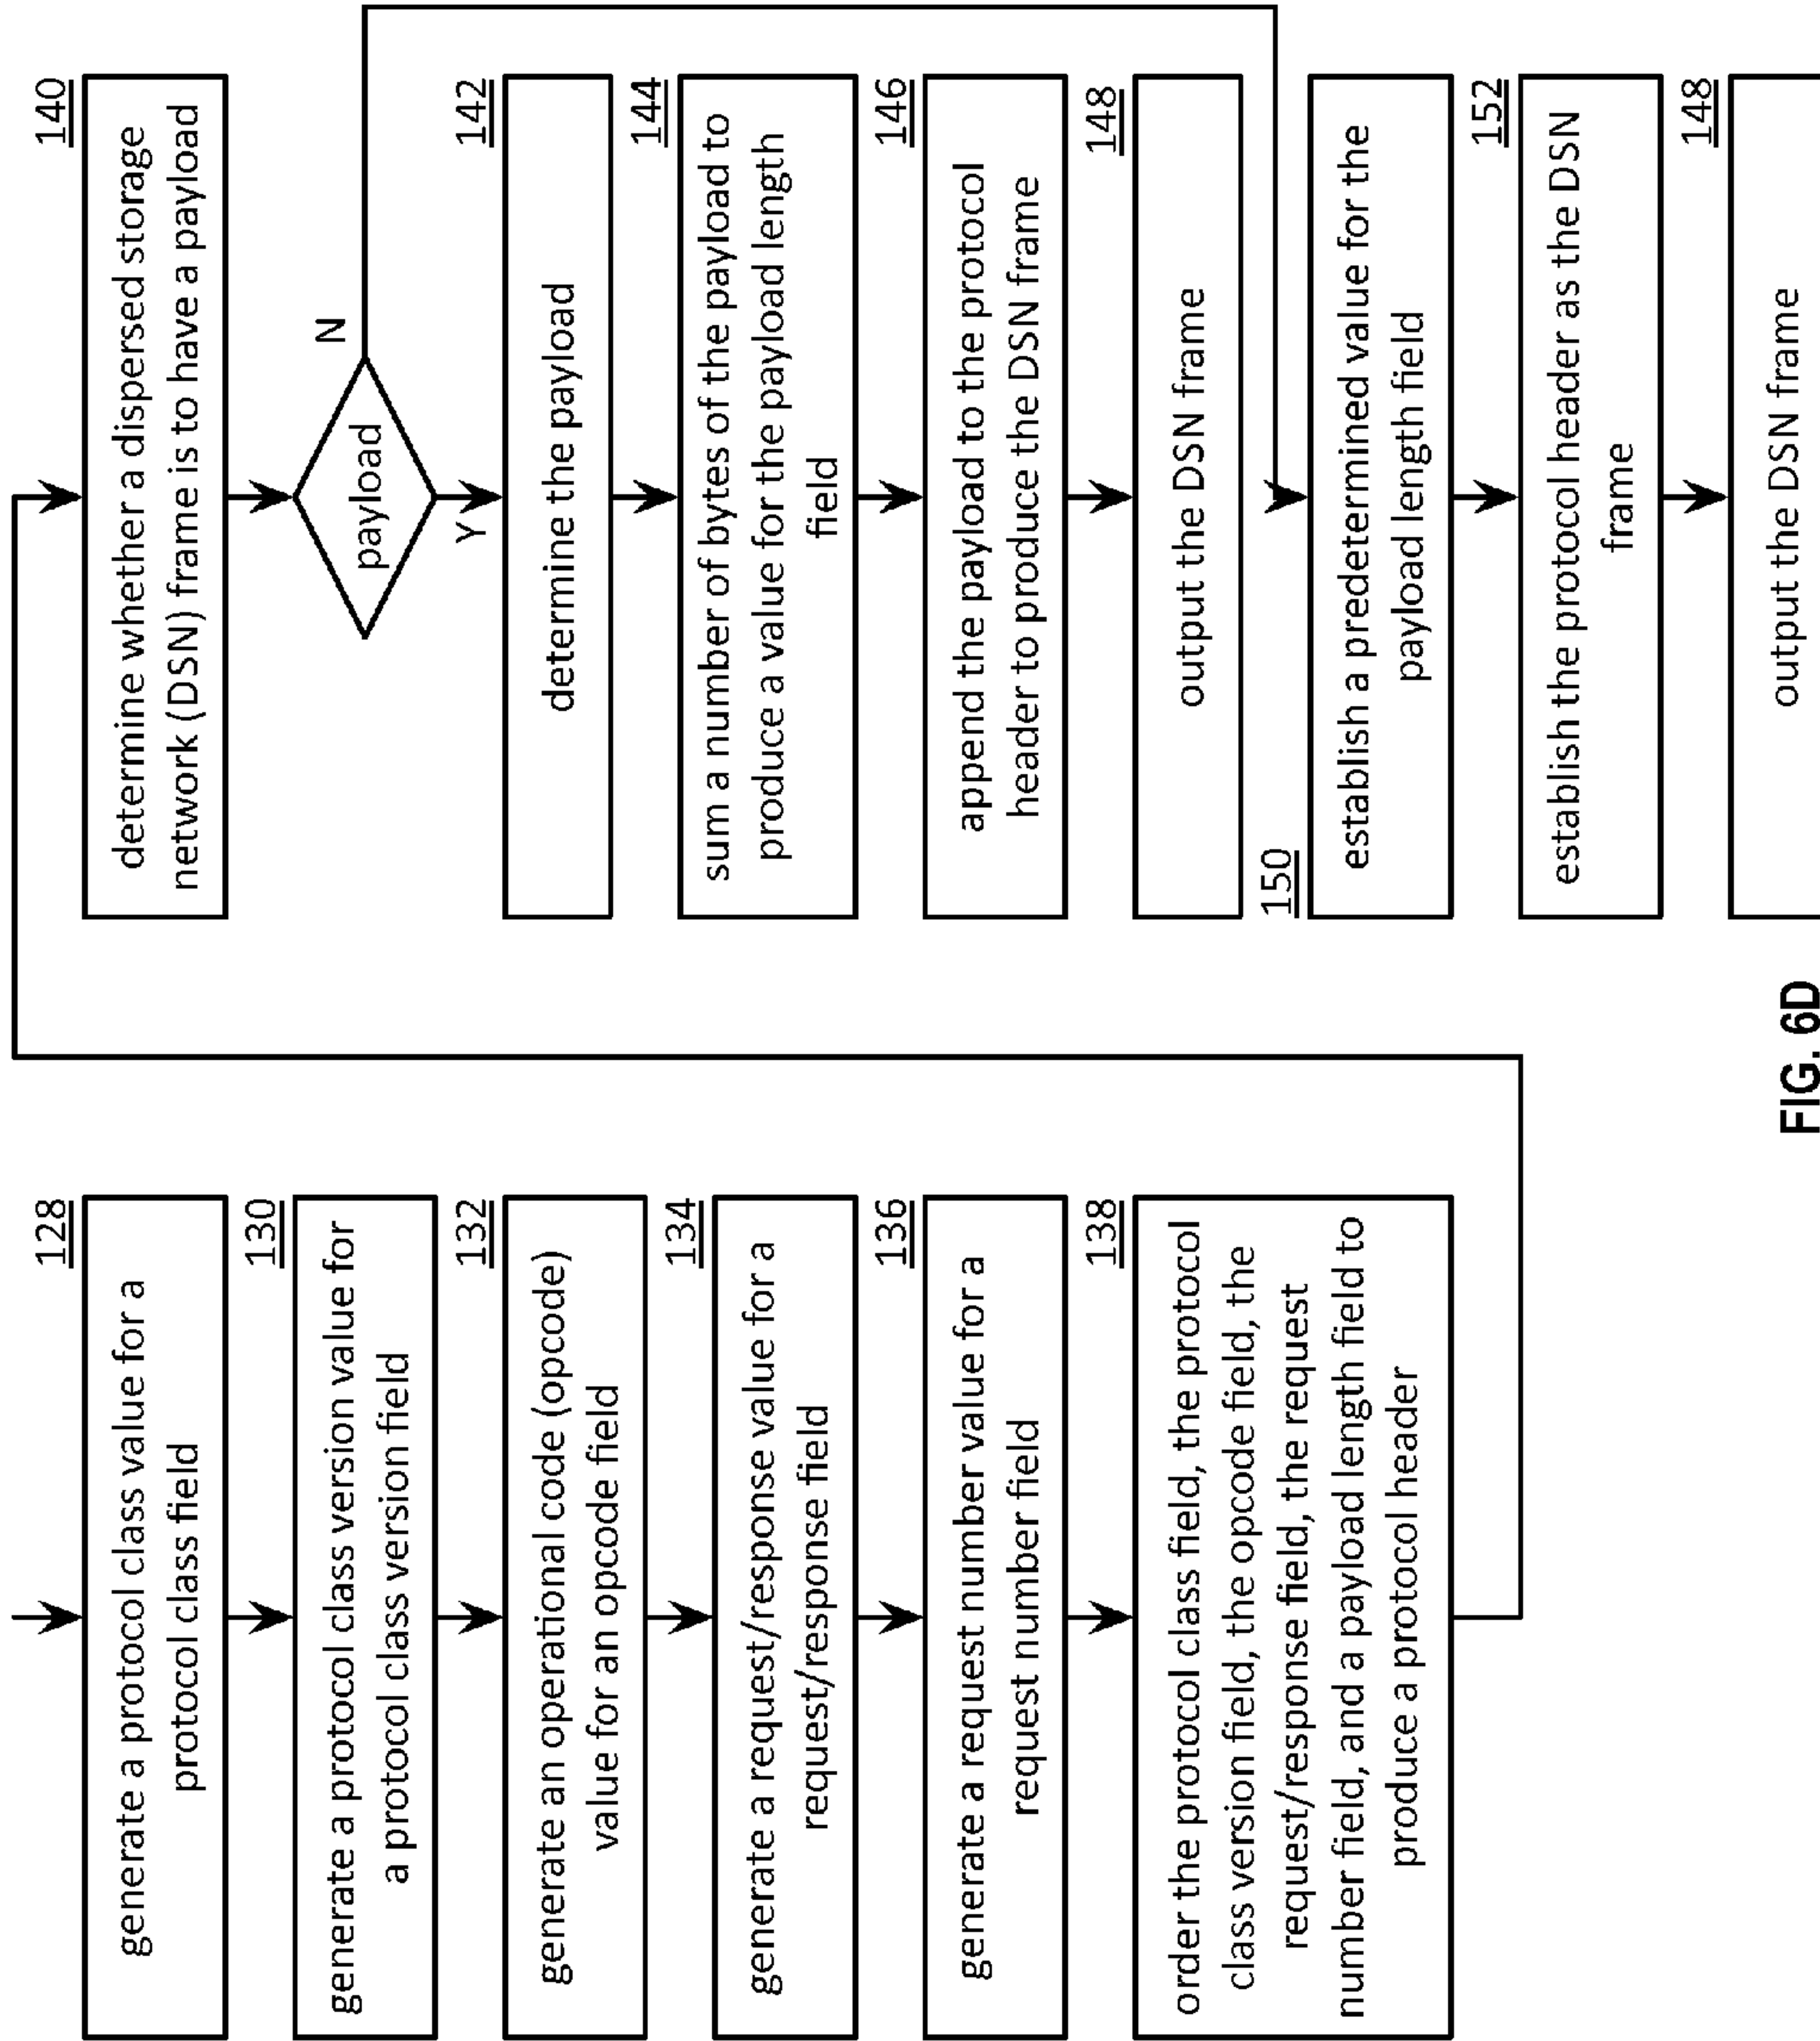 128
generate a protocol class value for a
protocol class field
130
generate a protocol class version value for
a protocol class version field
132
generate an operational code (opcode)
value for an opcode field
134
generate a request/response value for a
request/response field
136
generate a request number value for a
request number field
138
order the protocol class field, the protocol
class version field, the opcode field, the
request/response field, the request
number field, and a payload length field to
produce a protocol header
140
determine whether a dispersed storage
network (DSN) frame is to have a payload
payload
N
Y
142
determine the payload
144
sum a number of bytes of the payload to
produce a value for the payload length
field
146
append the payload to the protocol
header to produce the DSN frame
148
output the DSN frame
150
establish a predetermined value for the
payload length field
152
establish the protocol header as the DSN
frame
148
output the DSN frame
FIG. 6D